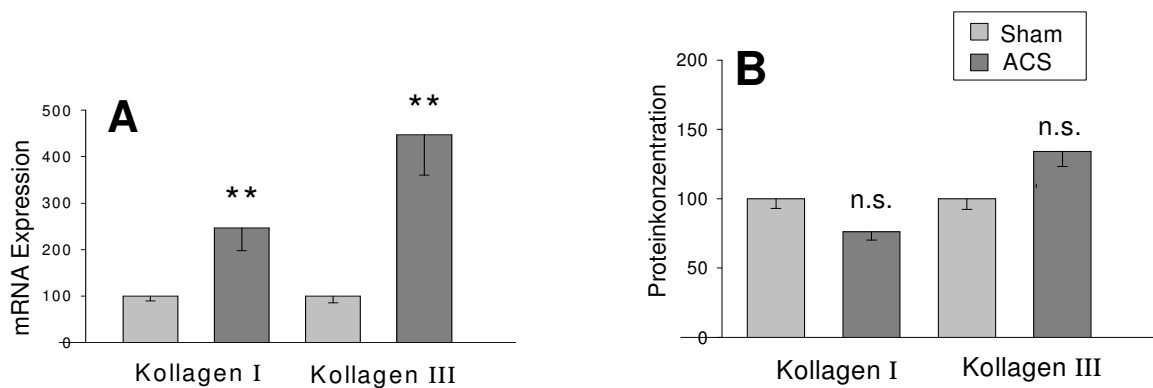 A
mRNA Expression
500
400
300
200
100
0
**
**
Kollagen I
Kollagen III
B
Sham
ACS
Proteinkonzentration
200
150
100
50
0
n.s.
n.s.
Kollagen I
Kollagen III